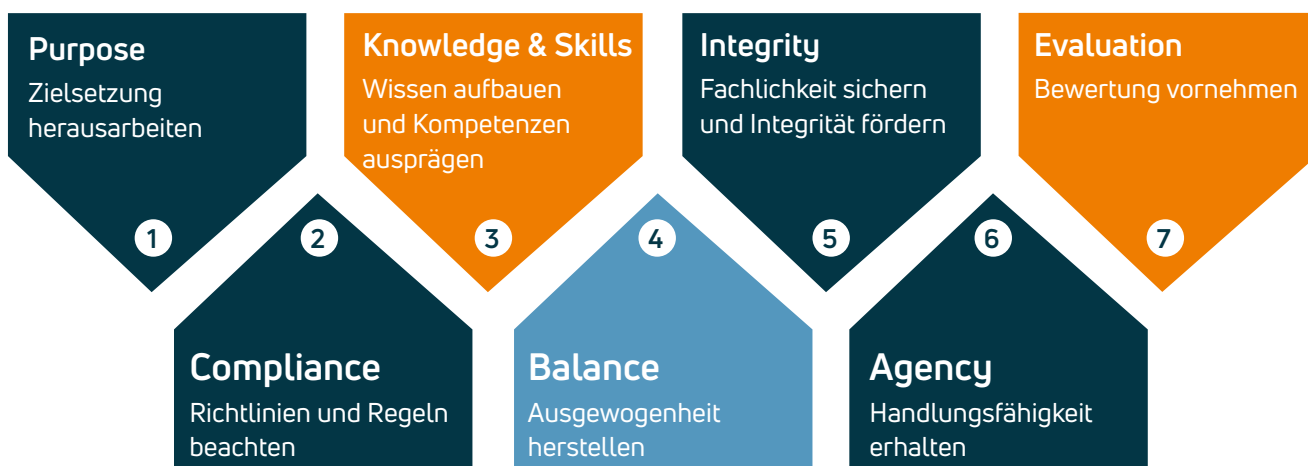 Purpose
Zielsetzung
herausarbeiten
1
Compliance
Richtlinien und Regeln
beachten
2
Knowledge & Skills
Wissen aufbauen
und Kompetenzen
ausprägen
3
Balance
Ausgewogenheit
herstellen
4
Integrity
Fachlichkeit sichern
und Integrität fördern
5
Agency
Handlungsfähigkeit
erhalten
6
Evaluation
Bewertung vornehmen
7